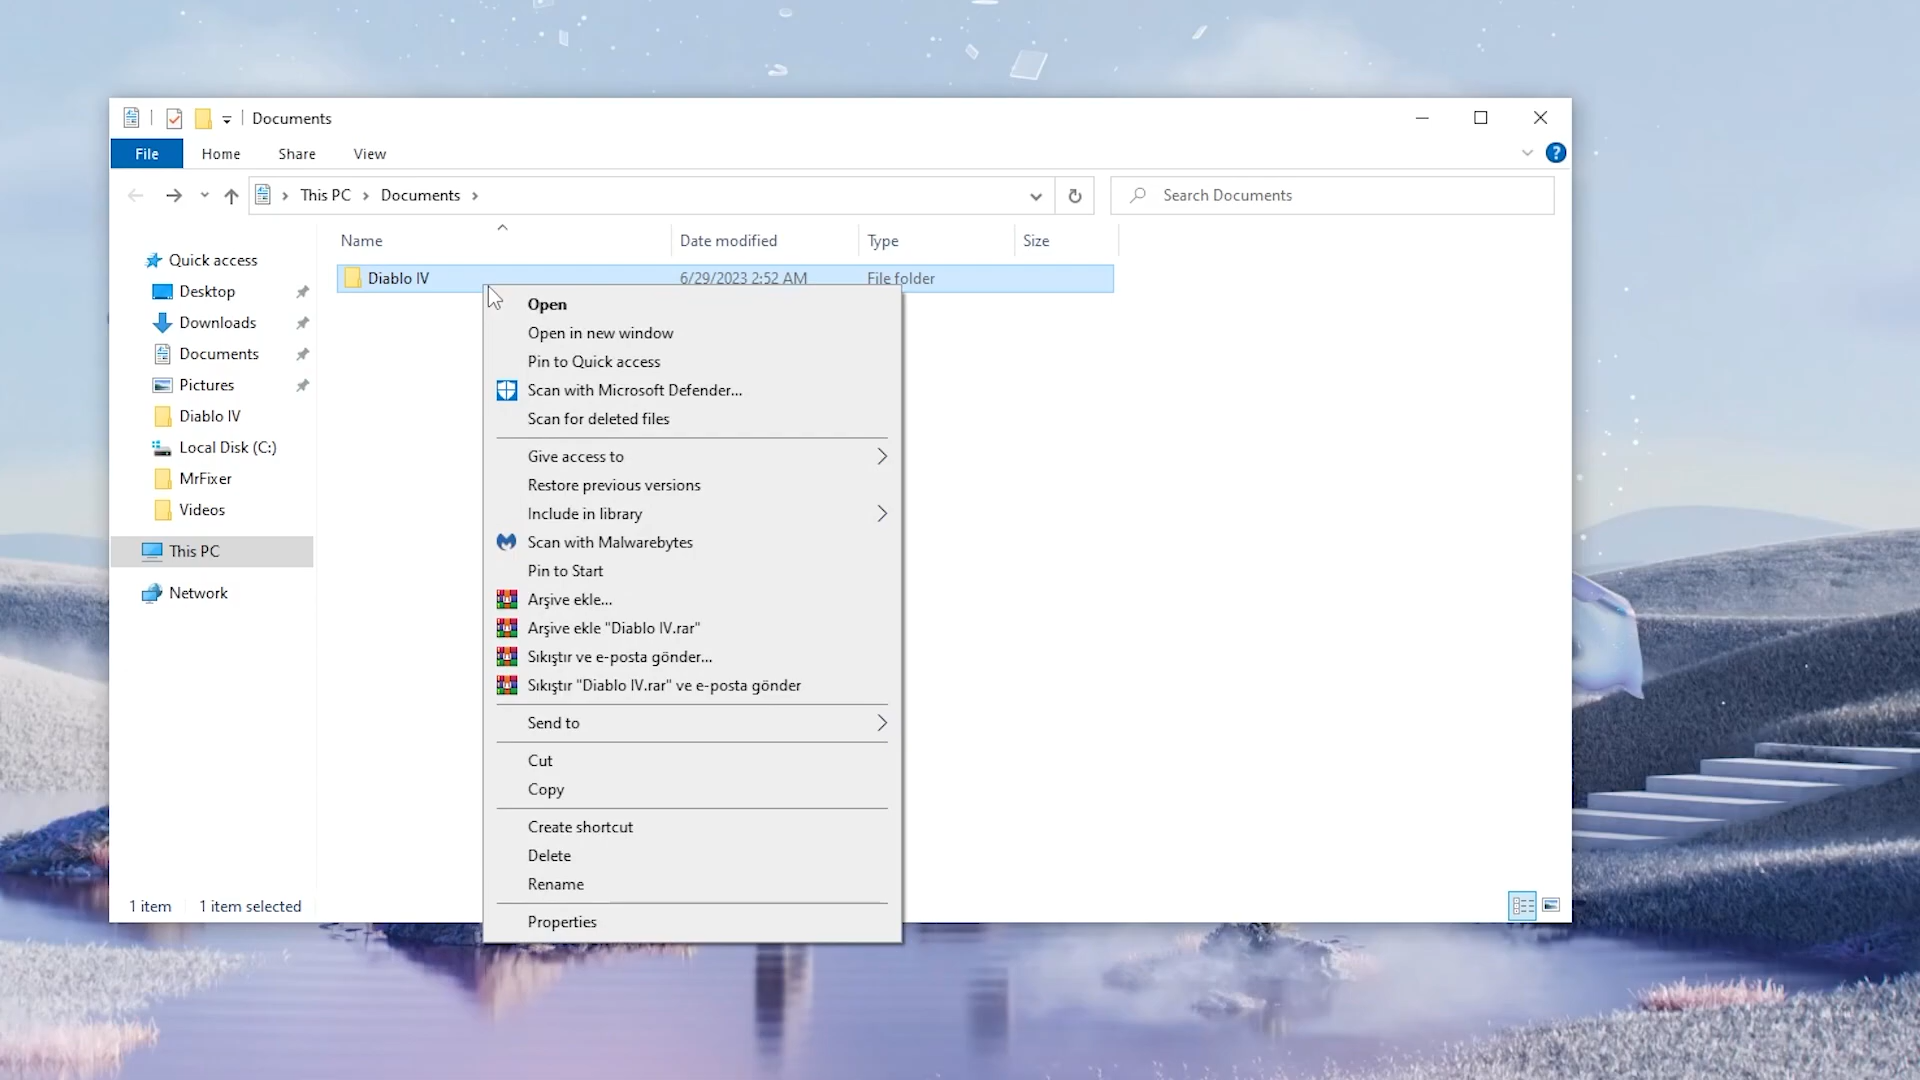 Documents
File
Home
Share
View
This PC
Documents
Search Documents
Name
Date modified
Type
Size
Quick access
Desktop
Downloads
Documents
Pictures
Diablo IV
Local Disk (C:)
MrFixer
Videos
This PC
Network
Diablo IV
6/29/2023 2:52 AM
File folder
Open
Open in new window
Pin to Quick access
Scan with Microsoft Defender...
Scan for deleted files
Give access to
Restore previous versions
Include in library
Scan with Malwarebytes
Pin to Start
Arşive ekle...
Arşive ekle "Diablo IV.rar"
Sıkıştır ve e-posta gönder...
Sıkıştır "Diablo IV.rar" ve e-posta gönder
Send to
Cut
Copy
Create shortcut
Delete
Rename
Properties
1 item
1 item selected